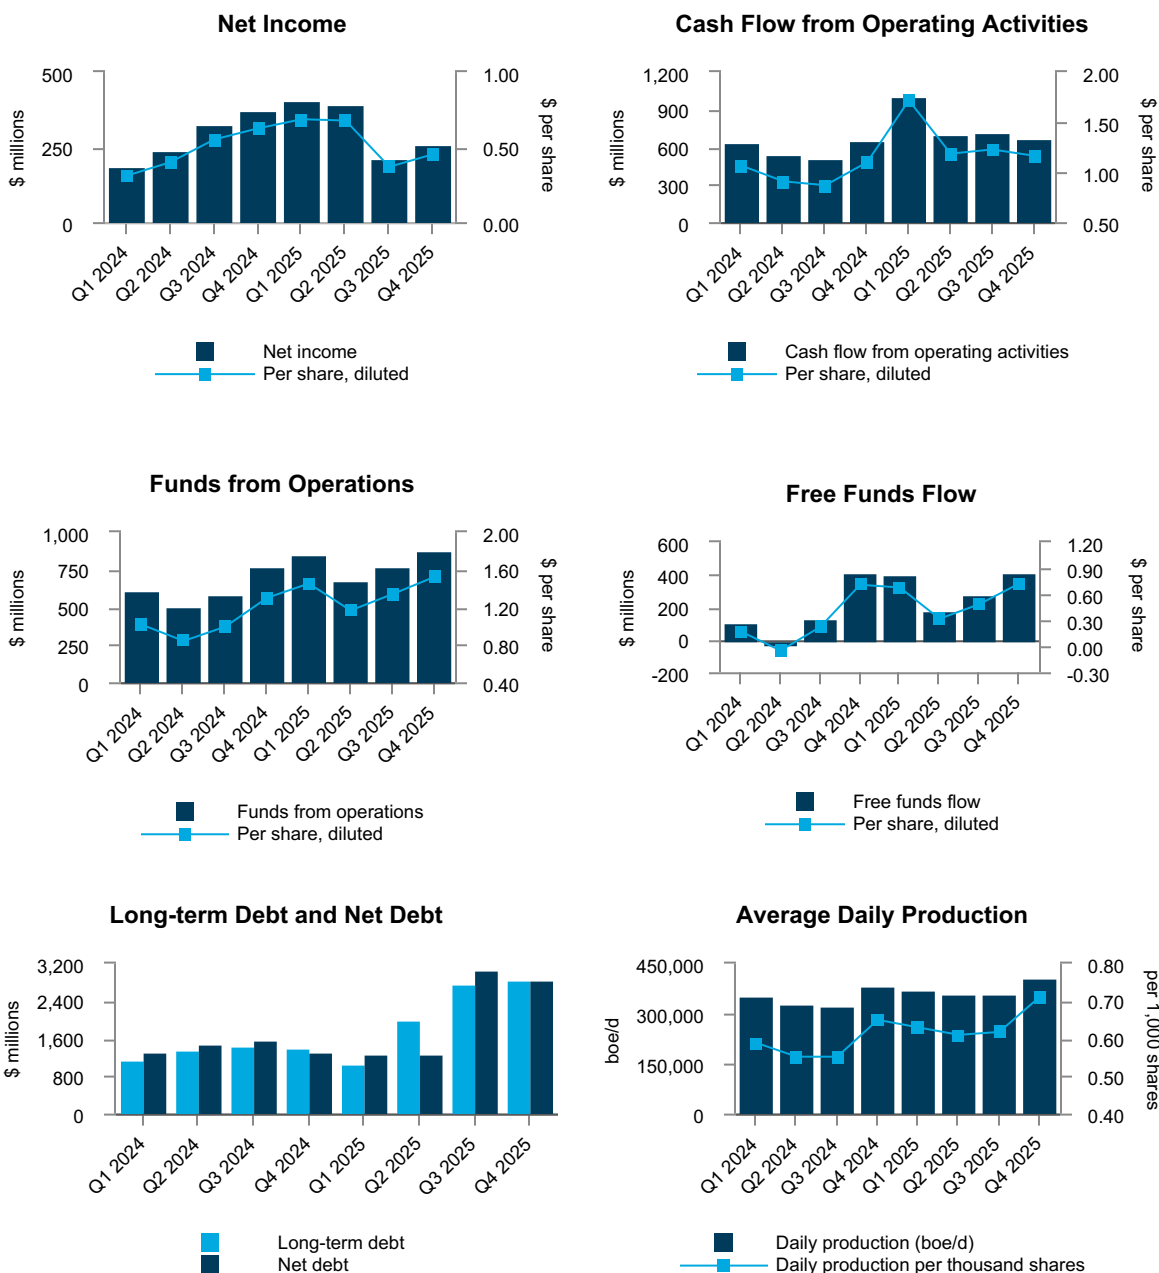 Net Income
500
250
0
$ millions
1.00
0.50
0.00
$ per share
Q1 2024
Q2 2024
Q3 2024
Q4 2024
Q1 2025
Q2 2025
Q3 2025
Q4 2025
Net income
Per share, diluted
Cash Flow from Operating Activities
1,200
900
600
300
0
$ millions
2.00
1.50
1.00
0.50
$ per share
Q1 2024
Q2 2024
Q3 2024
Q4 2024
Q1 2025
Q2 2025
Q3 2025
Q4 2025
Cash flow from operating activities
Per share, diluted
Funds from Operations
1,000
750
500
250
0
$ millions
2.00
1.60
1.20
0.80
0.40
$ per share
Q1 2024
Q2 2024
Q3 2024
Q4 2024
Q1 2025
Q2 2025
Q3 2025
Q4 2025
Funds from operations
Per share, diluted
Free Funds Flow
600
400
200
0
-200
$ millions
1.20
0.90
0.60
0.30
0.00
-0.30
$ per share
Q1 2024
Q2 2024
Q3 2024
Q4 2024
Q1 2025
Q2 2025
Q3 2025
Q4 2025
Free funds flow
Per share, diluted
Long-term Debt and Net Debt
3,200
2,400
1,600
800
0
$ millions
Q1 2024
Q2 2024
Q3 2024
Q4 2024
Q1 2025
Q2 2025
Q3 2025
Q4 2025
Long-term debt
Net debt
Average Daily Production
450,000
300,000
150,000
0
boe/d
0.80
0.70
0.60
0.50
0.40
per 1,000 shares
Q1 2024
Q2 2024
Q3 2024
Q4 2024
Q1 2025
Q2 2025
Q3 2025
Q4 2025
Daily production (boe/d)
Daily production per thousand shares